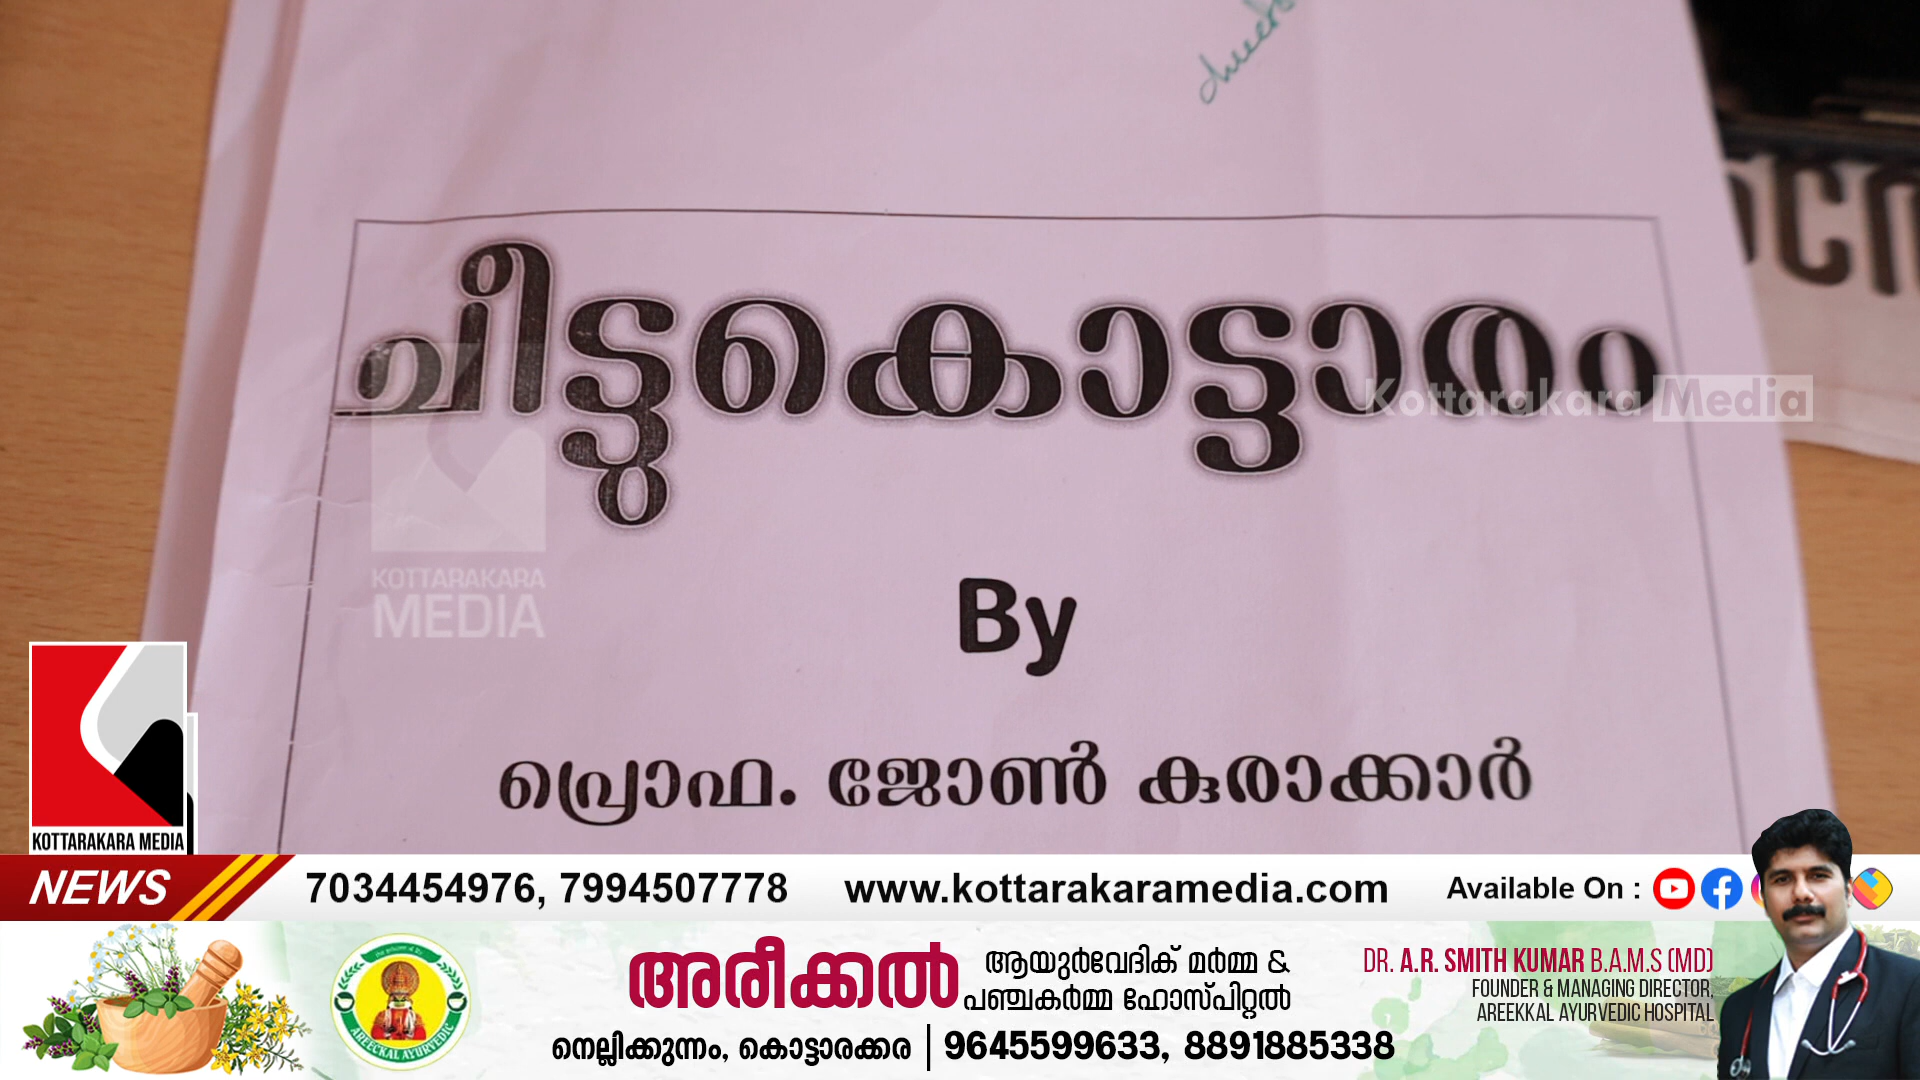 ചീട്ടുകൊട്ടാരം
Kottarakara Media
KOTTARAKARA
MEDIA
By
പ്രൊഫ. ജോൺ കുരാക്കാർ
KOTTARAKARA MEDIA
NEWS
7034454976, 7994507778 www.kottarakaramedia.com Available On :
അരീക്കൽ
ആയുർവേദിക് മർമ്മ &
പഞ്ചകർമ്മ ഹോസ്പിറ്റൽ
നെല്ലിക്കുന്നം, കൊട്ടാരക്കര | 9645599633, 8891885338
AREECKAL AYURVEDIC
DR. A.R. SMITH KUMAR B.A.M.S (MD)
FOUNDER & MANAGING DIRECTOR,
AREEKKAL AYURVEDIC HOSPITAL